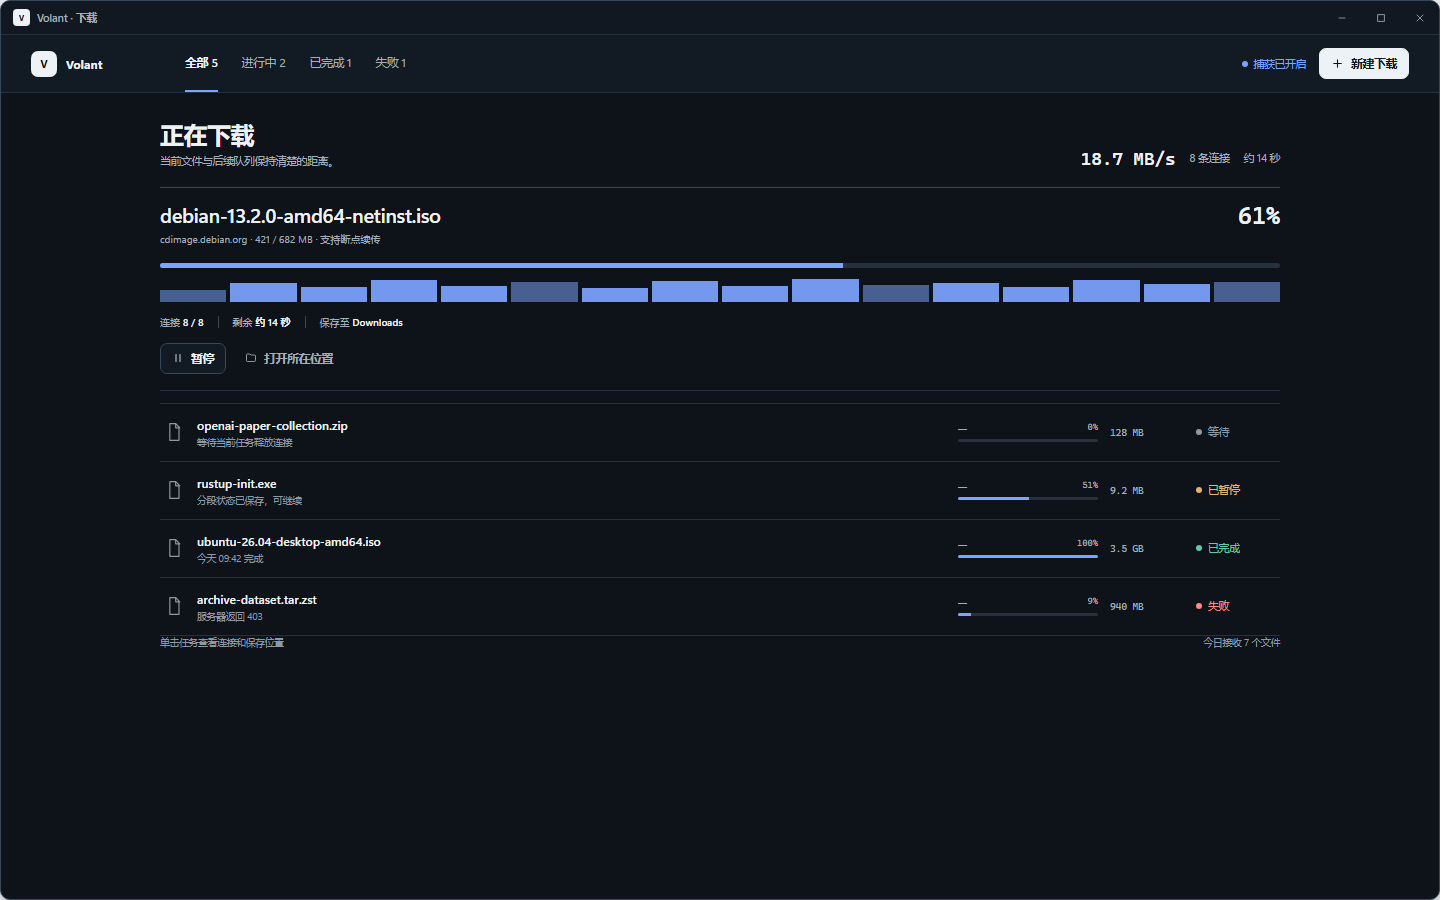 V Volant · 下载
V Volant 全部 5 进行中 2 已完成 1 失败 1 捕获已开启 + 新建下载
正在下载
当前文件与后续队列保持清楚的距离。
18.7 MB/s 8 条连接 约 14 秒
debian-13.2.0-amd64-netinst.iso 61%
cdimage.debian.org · 421 / 682 MB · 支持断点续传
连接 8 / 8 剩余 约 14 秒 保存至 Downloads
暂停 打开所在位置
openai-paper-collection.zip
等待当前任务释放连接
— 0% 128 MB 等待
rustup-init.exe
分段状态已保存，可继续
— 51% 9.2 MB 已暂停
ubuntu-26.04-desktop-amd64.iso
今天 09:42 完成
— 100% 3.5 GB 已完成
archive-dataset.tar.zst
服务器返回 403
— 9% 940 MB 失败
单击任务查看连接和保存位置 今日接收 7 个文件